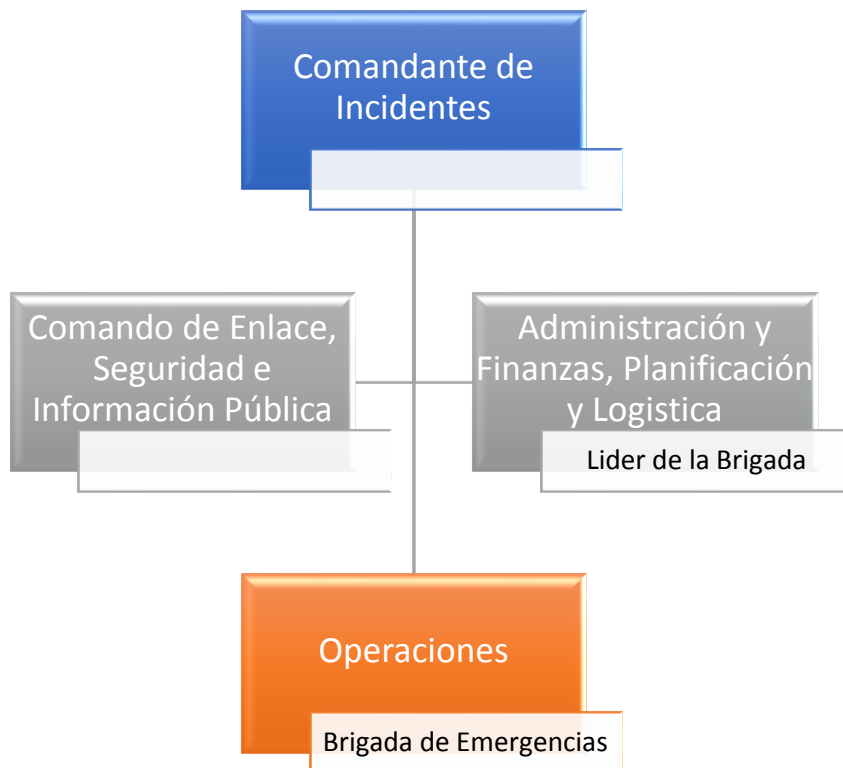 Comandante de
Incidentes
Comando de Enlace,
Seguridad e
Información Pública
Administración y
Finanzas, Planificación
y Logistica
Lider de la Brigada
Operaciones
Brigada de Emergencias